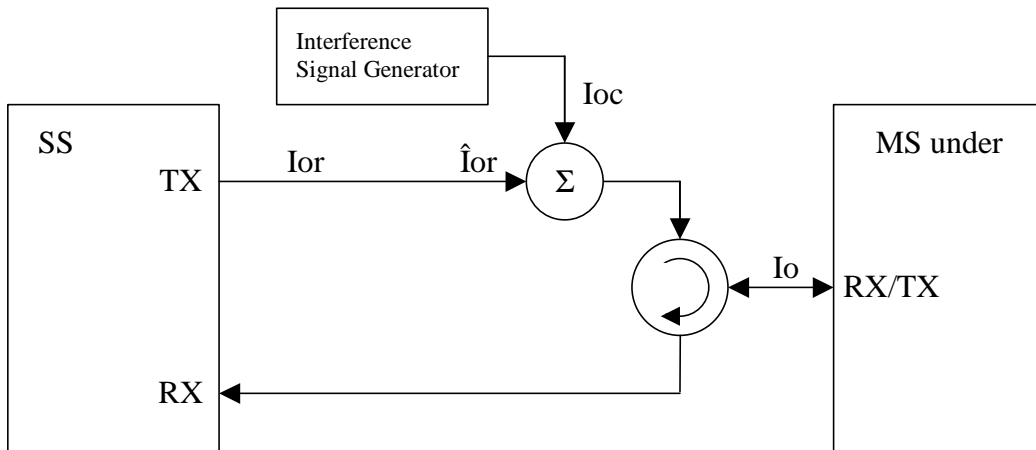 Interference
Signal Generator
Ioc
SS
MS under
TX
Ior
Îor
Σ
Io
RX/TX
RX